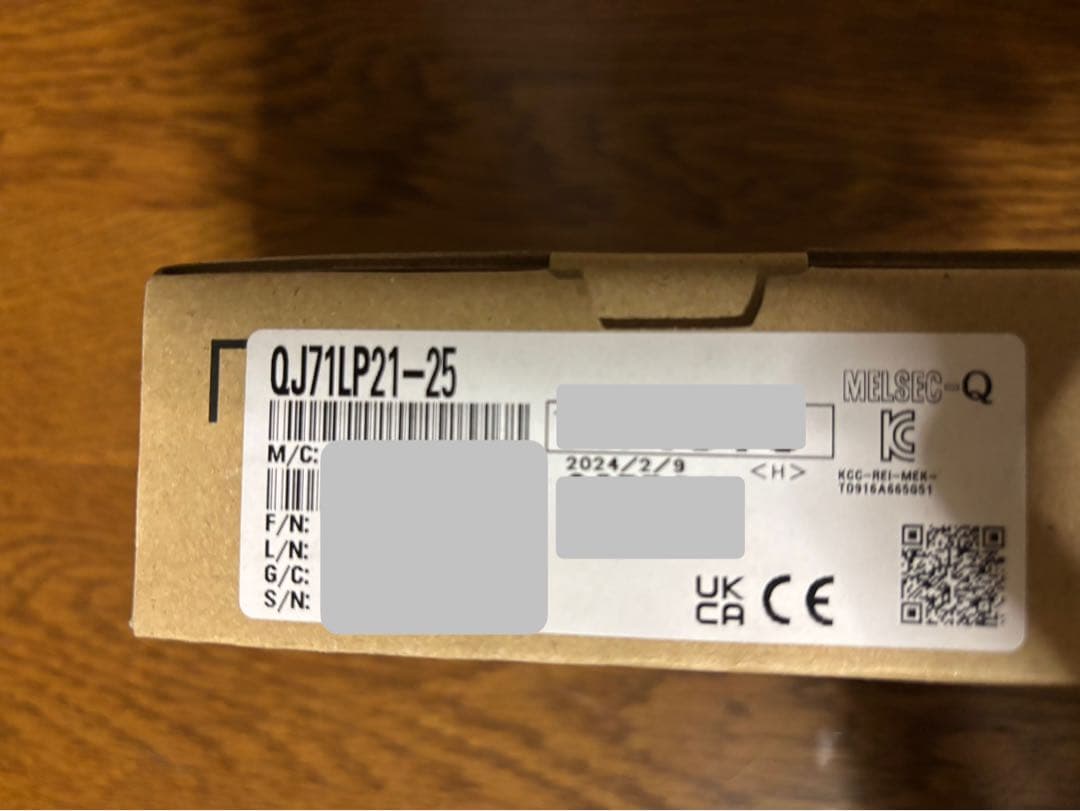 QJ71LP21-25
MELSEC-Q
M/C:
2024/2/9
<H>
KCC-REI-MEK-
TD916A665G51
F/N:
L/N:
G/C:
S/N:
UK
CA
CE